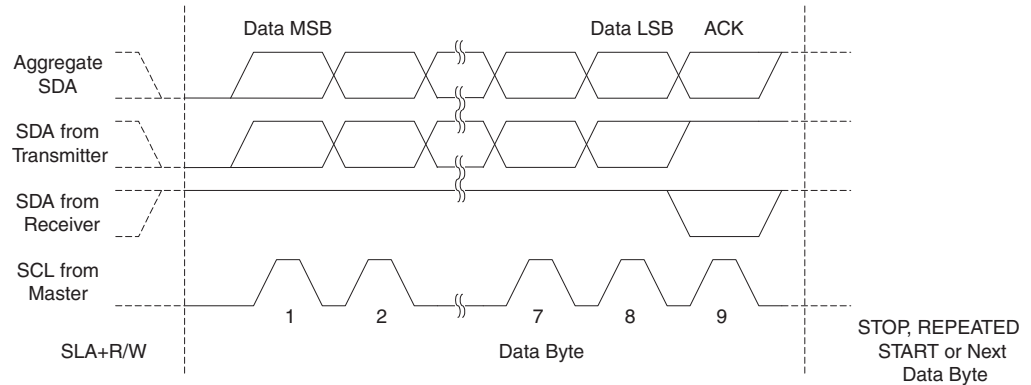 Data MSB
Data LSB
ACK
Aggregate
SDA
SDA from
Transmitter
SDA from
Receiver
SCL from
Master
1
2
7
8
9
SLA+R/W
Data Byte
STOP, REPEATED
START or Next
Data Byte